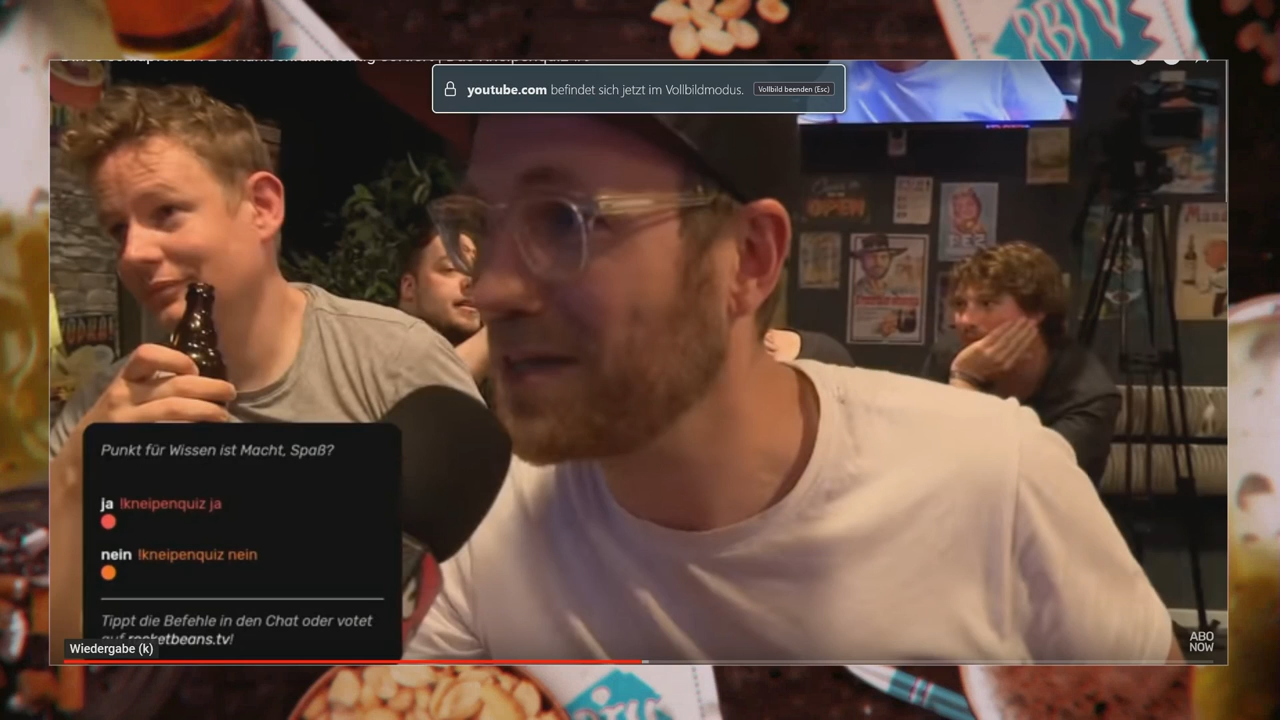 RBTV
youtube.com befindet sich jetzt im Vollbildmodus. Vollbild beenden (Esc)
OPEN
Punkt für Wissen ist Macht, Spaß?
ja !kneipenquiz ja
nein !kneipenquiz nein
Tippt die Befehle in den Chat oder votet
auf rocketbeans.tv!
Wiedergabe (k)
ABO
NOW